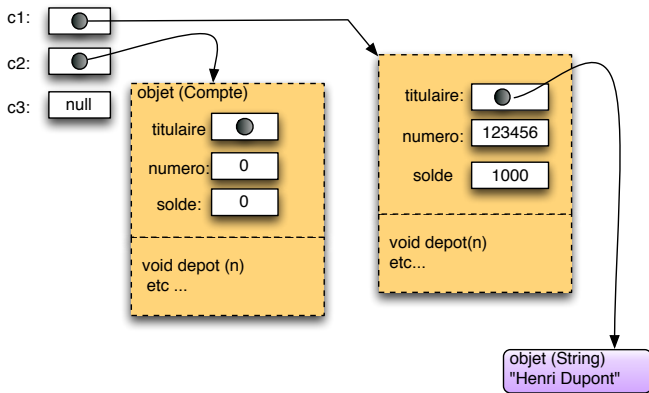 c1:
c2:
c3: null
objet (Compte)
titulaire
numero: 0
solde: 0
void depot (n)
etc ...
titulaire:
numero: 123456
solde 1000
void depot(n)
etc...
objet (String)
"Henri Dupont"